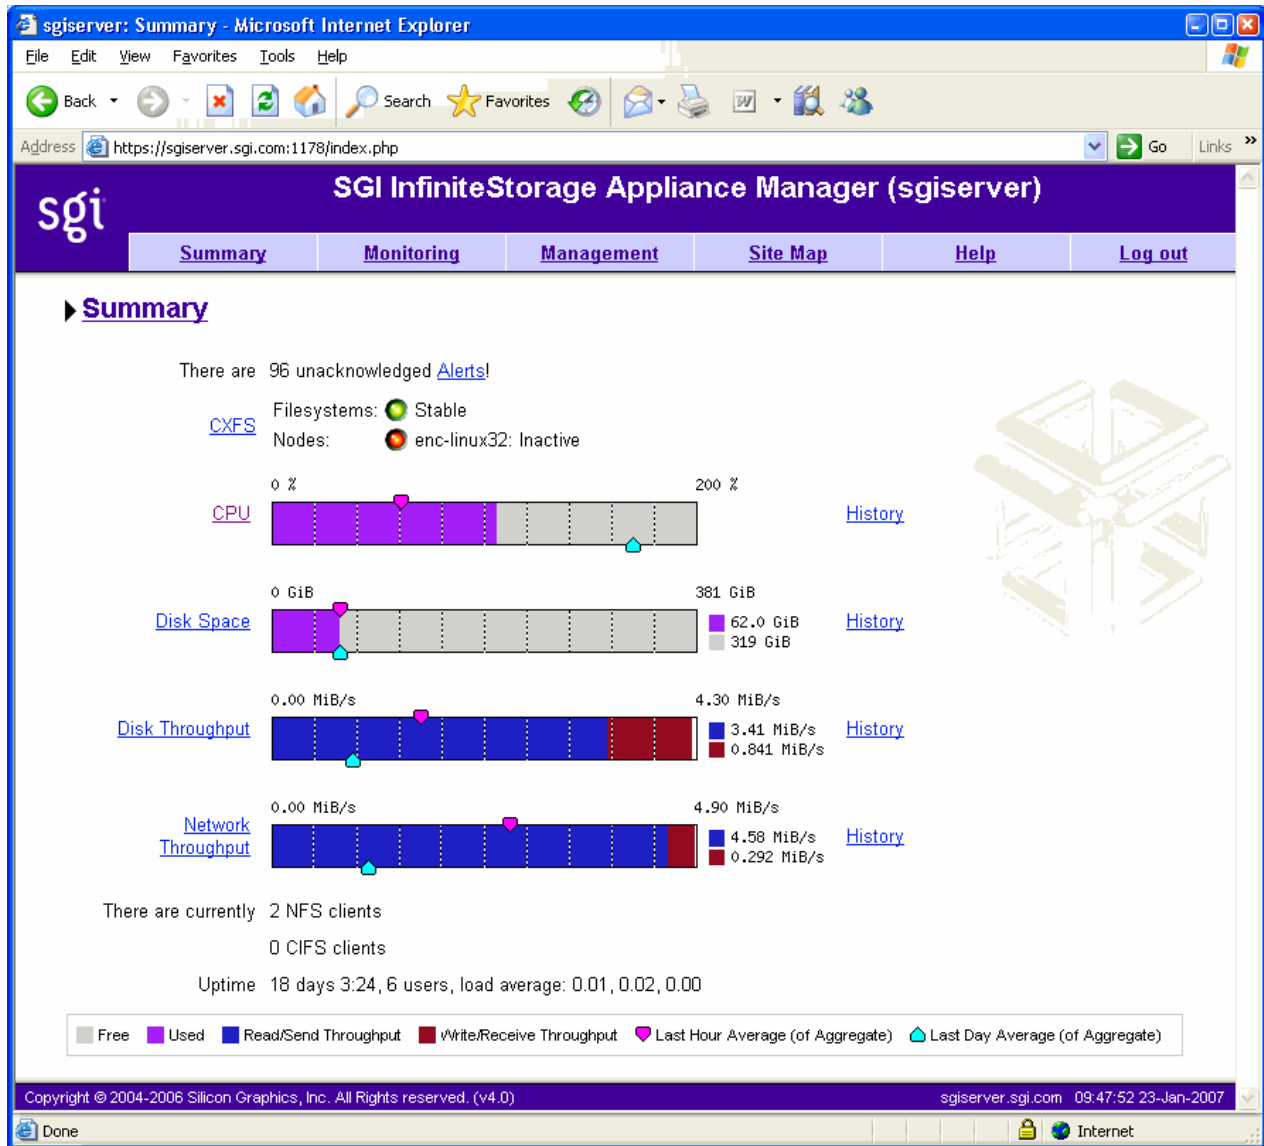 sgiserver: Summary - Microsoft Internet Explorer
File Edit View Favorites Tools Help
Back Search Favorites
Address https://sgiserver.sgi.com:1178/index.php Go Links »
sgi SGI InfiniteStorage Appliance Manager (sgiserver)
Summary Monitoring Management Site Map Help Log out
Summary
There are 96 unacknowledged Alerts!
CXFS Filesystems: Stable
Nodes: enc-linux32: Inactive
0 % 200 %
CPU History
0 GiB 381 GiB
Disk Space 62.0 GiB History
319 GiB
0.00 MiB/s 4.30 MiB/s
Disk Throughput 3.41 MiB/s History
0.841 MiB/s
0.00 MiB/s 4.90 MiB/s
Network Throughput 4.58 MiB/s History
0.292 MiB/s
There are currently 2 NFS clients
0 CIFS clients
Uptime 18 days 3:24, 6 users, load average: 0.01, 0.02, 0.00
Free Used Read/Send Throughput Write/Receive Throughput Last Hour Average (of Aggregate) Last Day Average (of Aggregate)
Copyright © 2004-2006 Silicon Graphics, Inc. All Rights reserved. (v4.0) sgiserver.sgi.com 09:47:52 23-Jan-2007
Done Internet